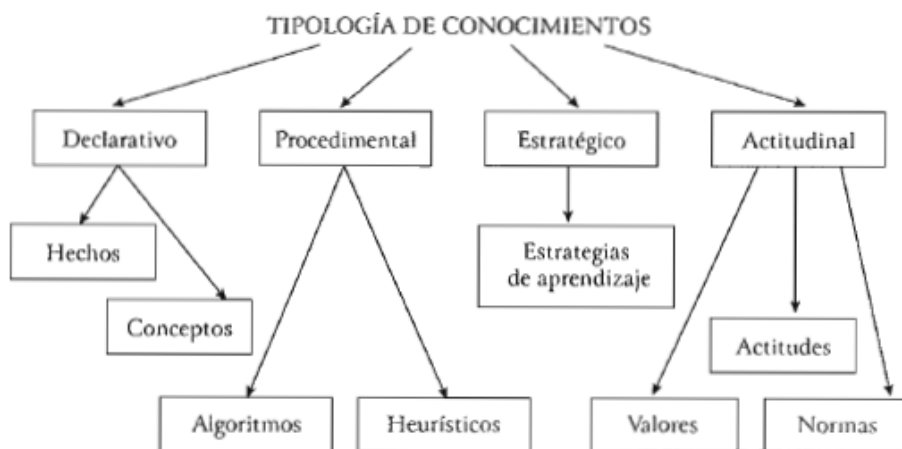 TIPOLOGÍA DE CONOCIMIENTOS
Declarativo
Procedimental
Estratégico
Actitudinal
Hechos
Conceptos
Estrategias
de aprendizaje
Actitudes
Algoritmos
Heurísticos
Valores
Normas